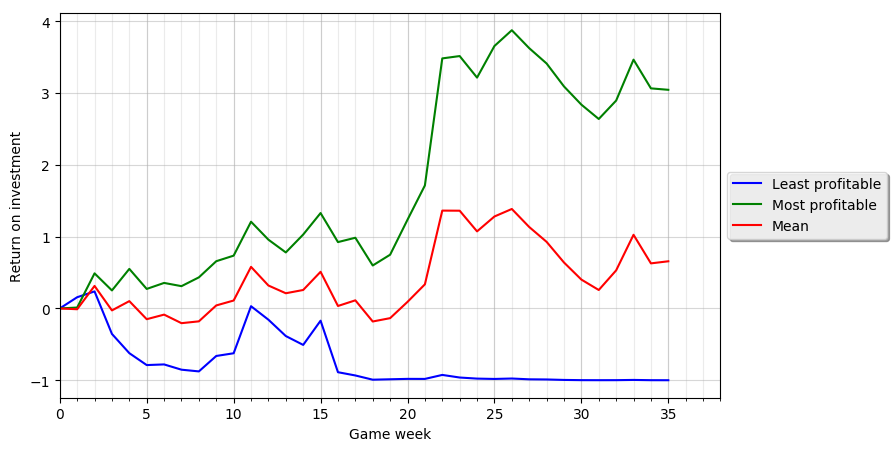 4
3
2
1
0
−1
Return on investment
0 5 10 15 20 25 30 35
Game week
Least profitable
Most profitable
Mean